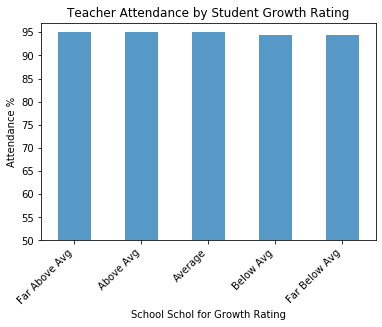 Teacher Attendance by Student Growth Rating
Attendance %
95
90
85
80
75
70
65
60
55
50
Far Above Avg
Above Avg
Average
Below Avg
Far Below Avg
School Schol for Growth Rating